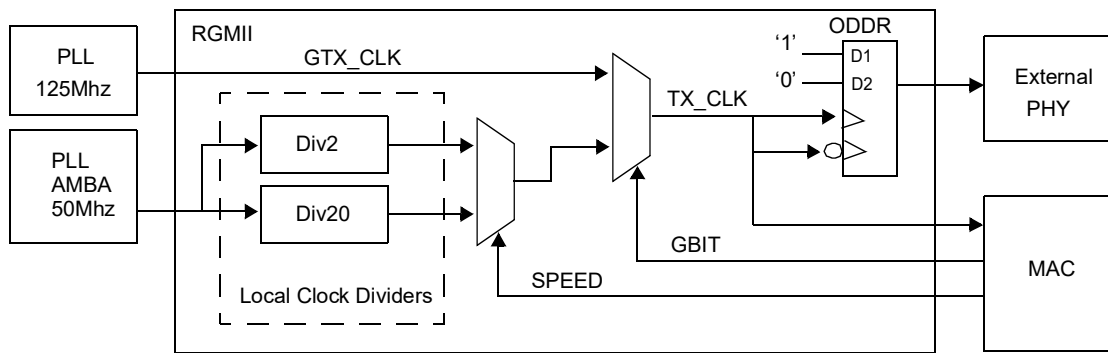 RGMII
ODDR
PLL
125Mhz
GTX_CLK
‘1’
D1
‘0’
D2
External
PHY
TX_CLK
PLL
AMBA
50Mhz
Div2
Div20
Local Clock Dividers
GBIT
SPEED
MAC